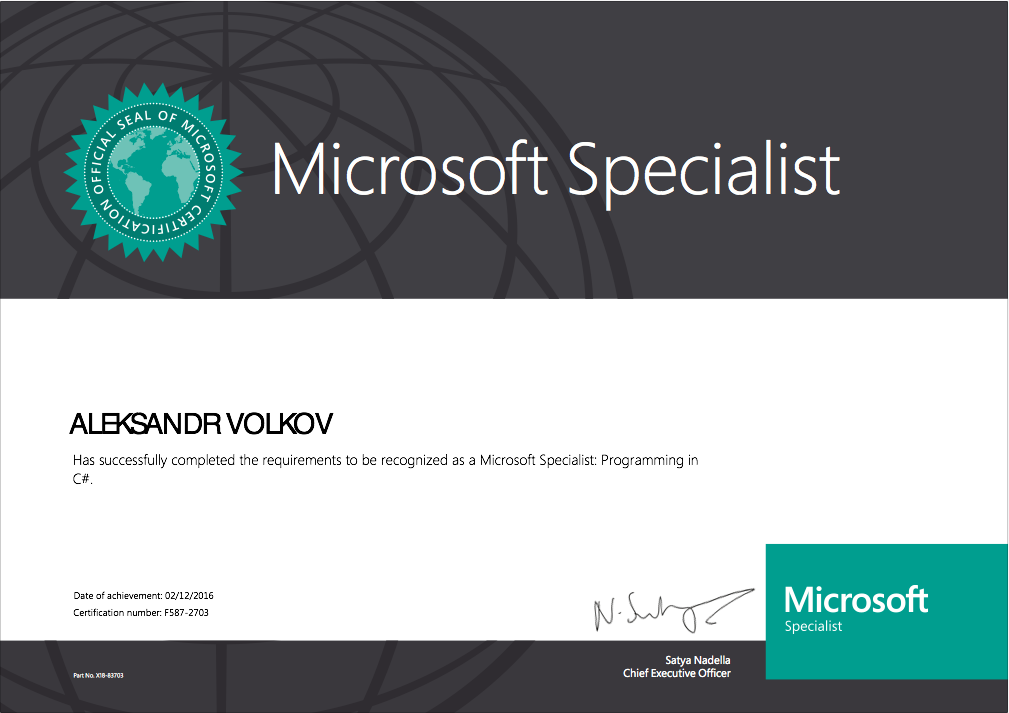 OFFICIAL SEAL OF MICROSOFT CERTIFICATION
Microsoft Specialist
ALEKSANDR VOLKOV
Has successfully completed the requirements to be recognized as a Microsoft Specialist: Programming in
C#.
Date of achievement: 02/12/2016
Certification number: F587-2703
N. Satya
Microsoft
Specialist
Satya Nadella
Chief Executive Officer
Part No. X18-83703